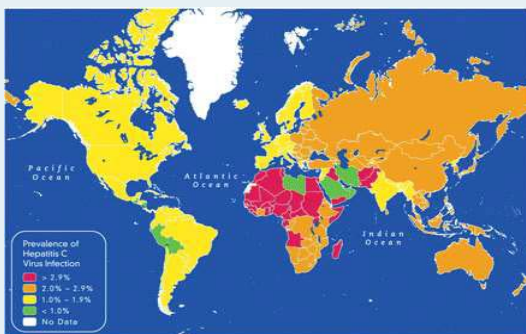 Pacific
Ocean
Atlantic
Ocean
Indian
Ocean
Prevalence of
Hepatitis C
Virus Infection
> 2.9%
2.0% – 2.9%
1.0% – 1.9%
< 1.0%
No Data